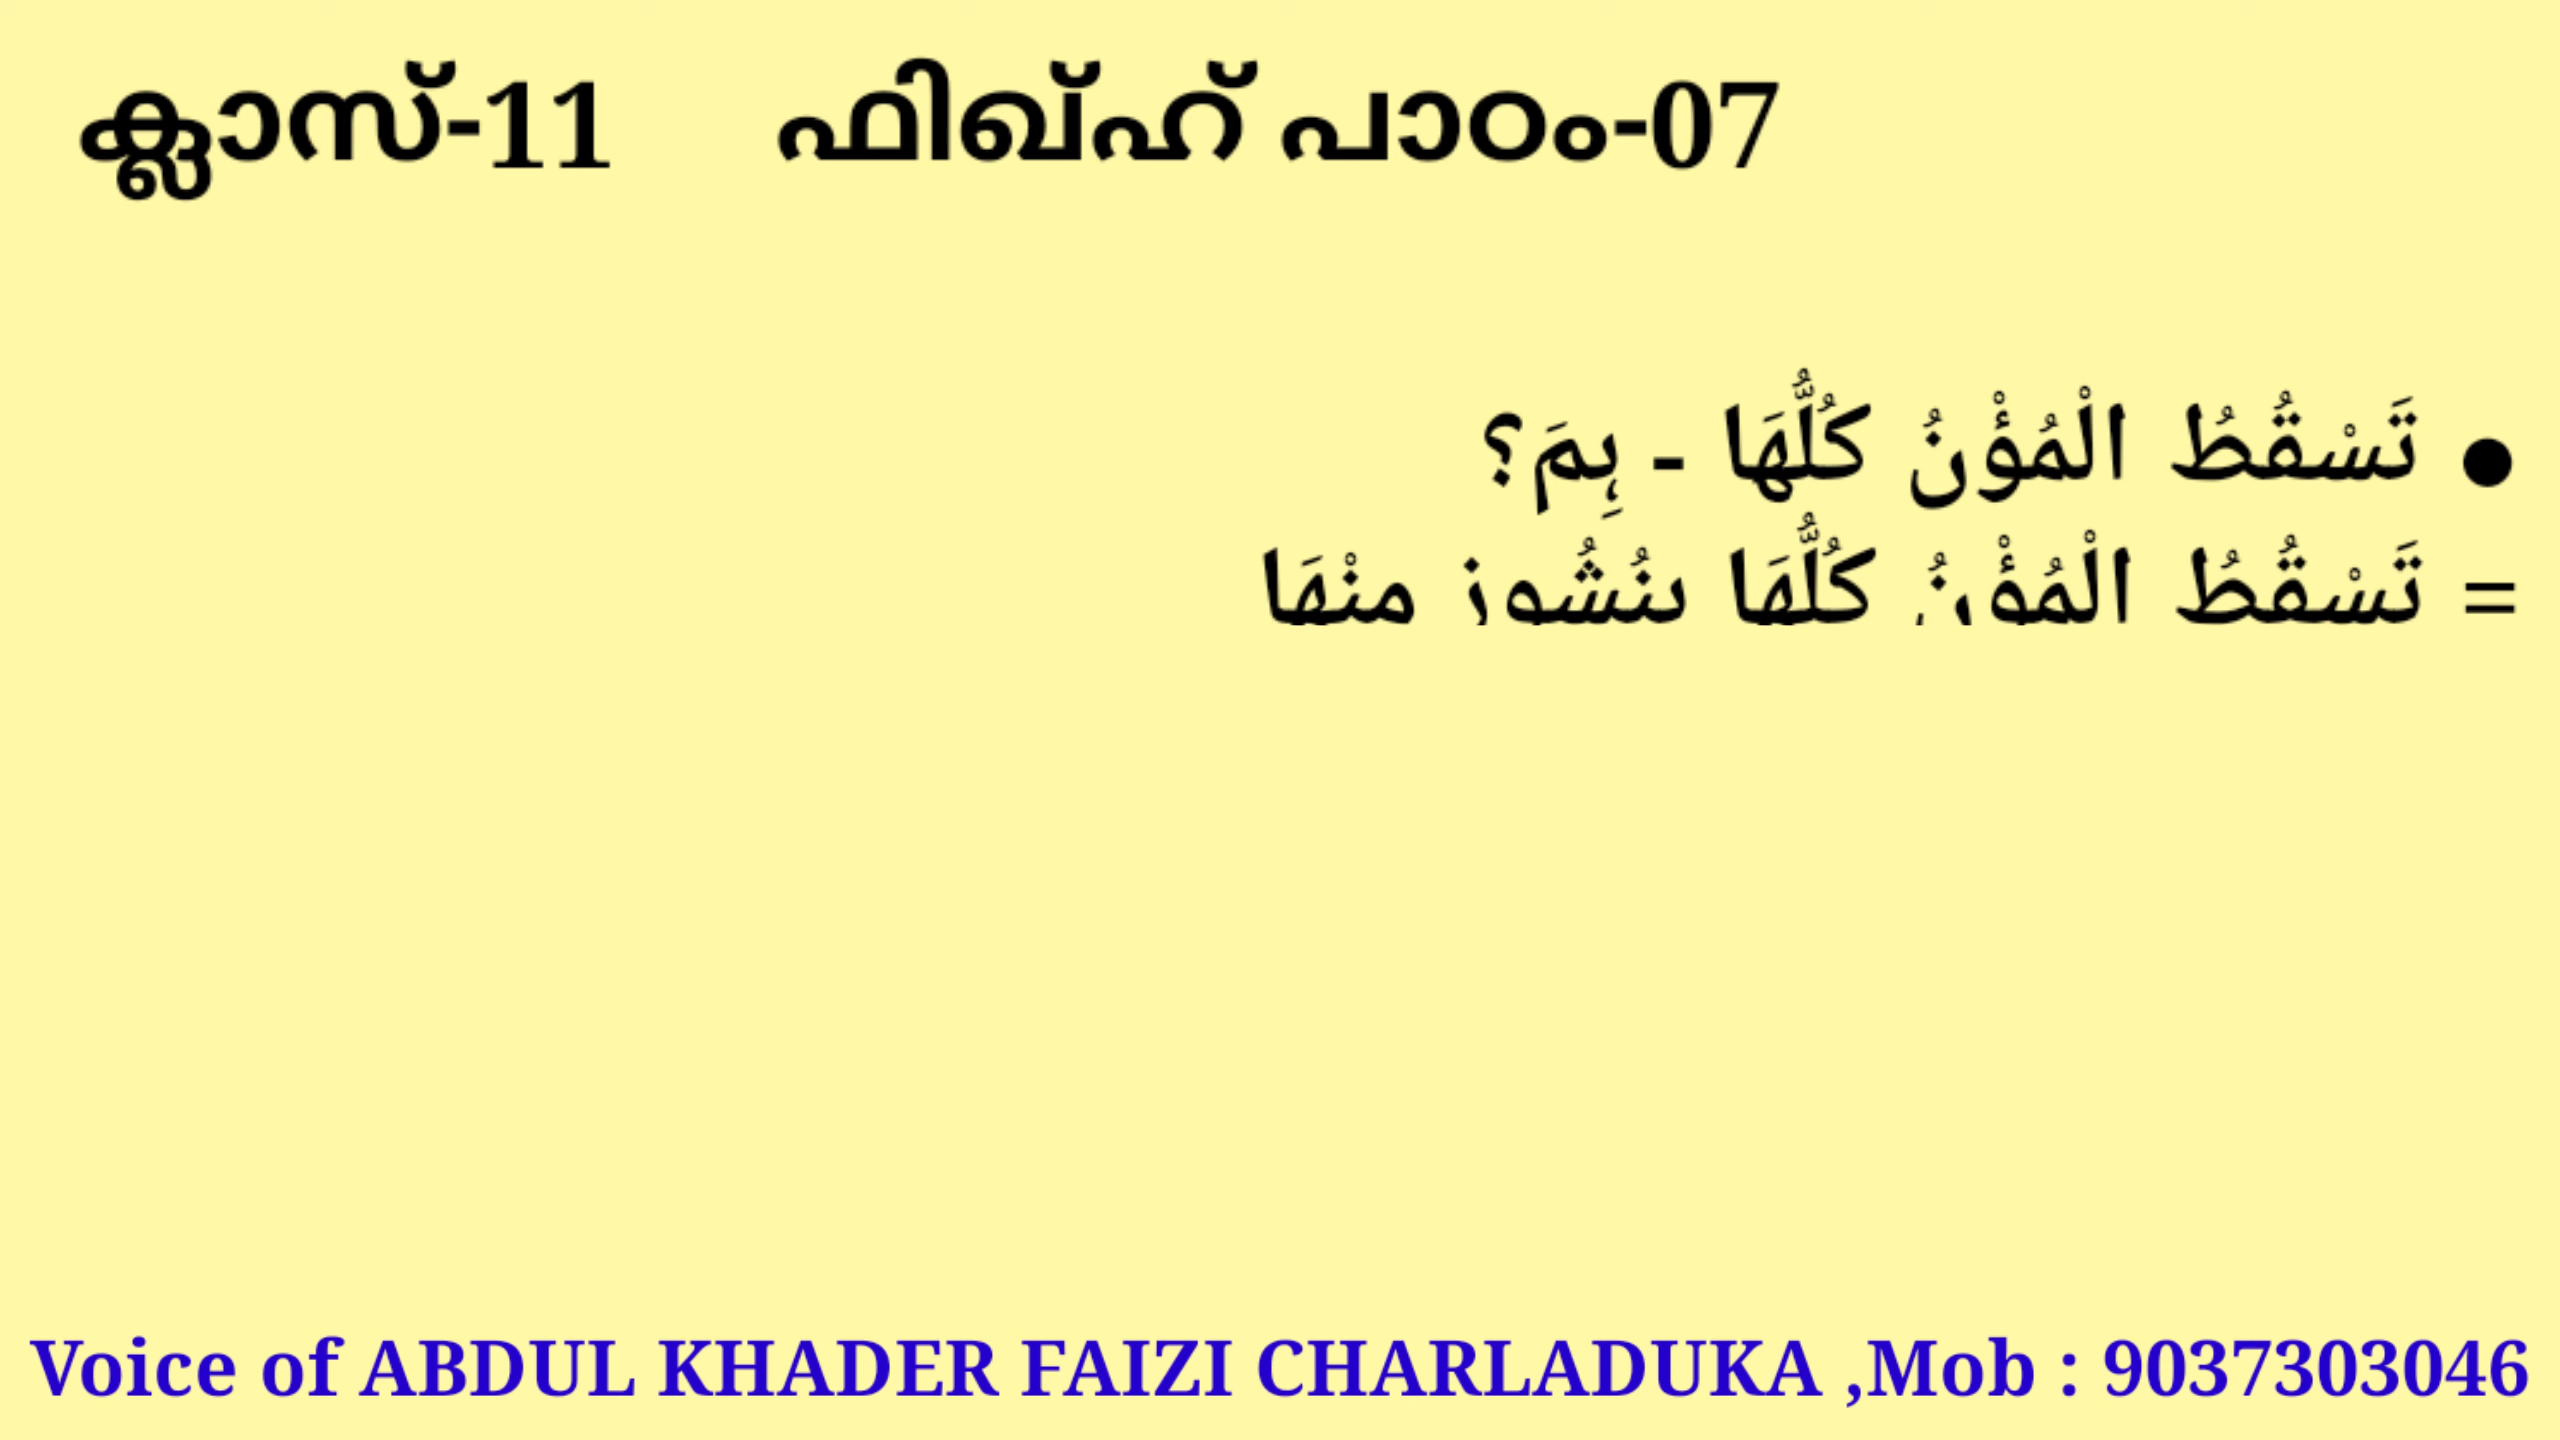 ക്ലാസ്-11 ഫിഖ്ഹ് പാഠം-07
● تَسْقُطُ الْمُؤْنُ كُلُّهَا - بِمَ؟
= تَسْقُطُ الْمُؤْنُ كُلُّهَا بِنُشُوزٍ مِنْهَا
Voice of ABDUL KHADER FAIZI CHARLADUKA ,Mob : 9037303046